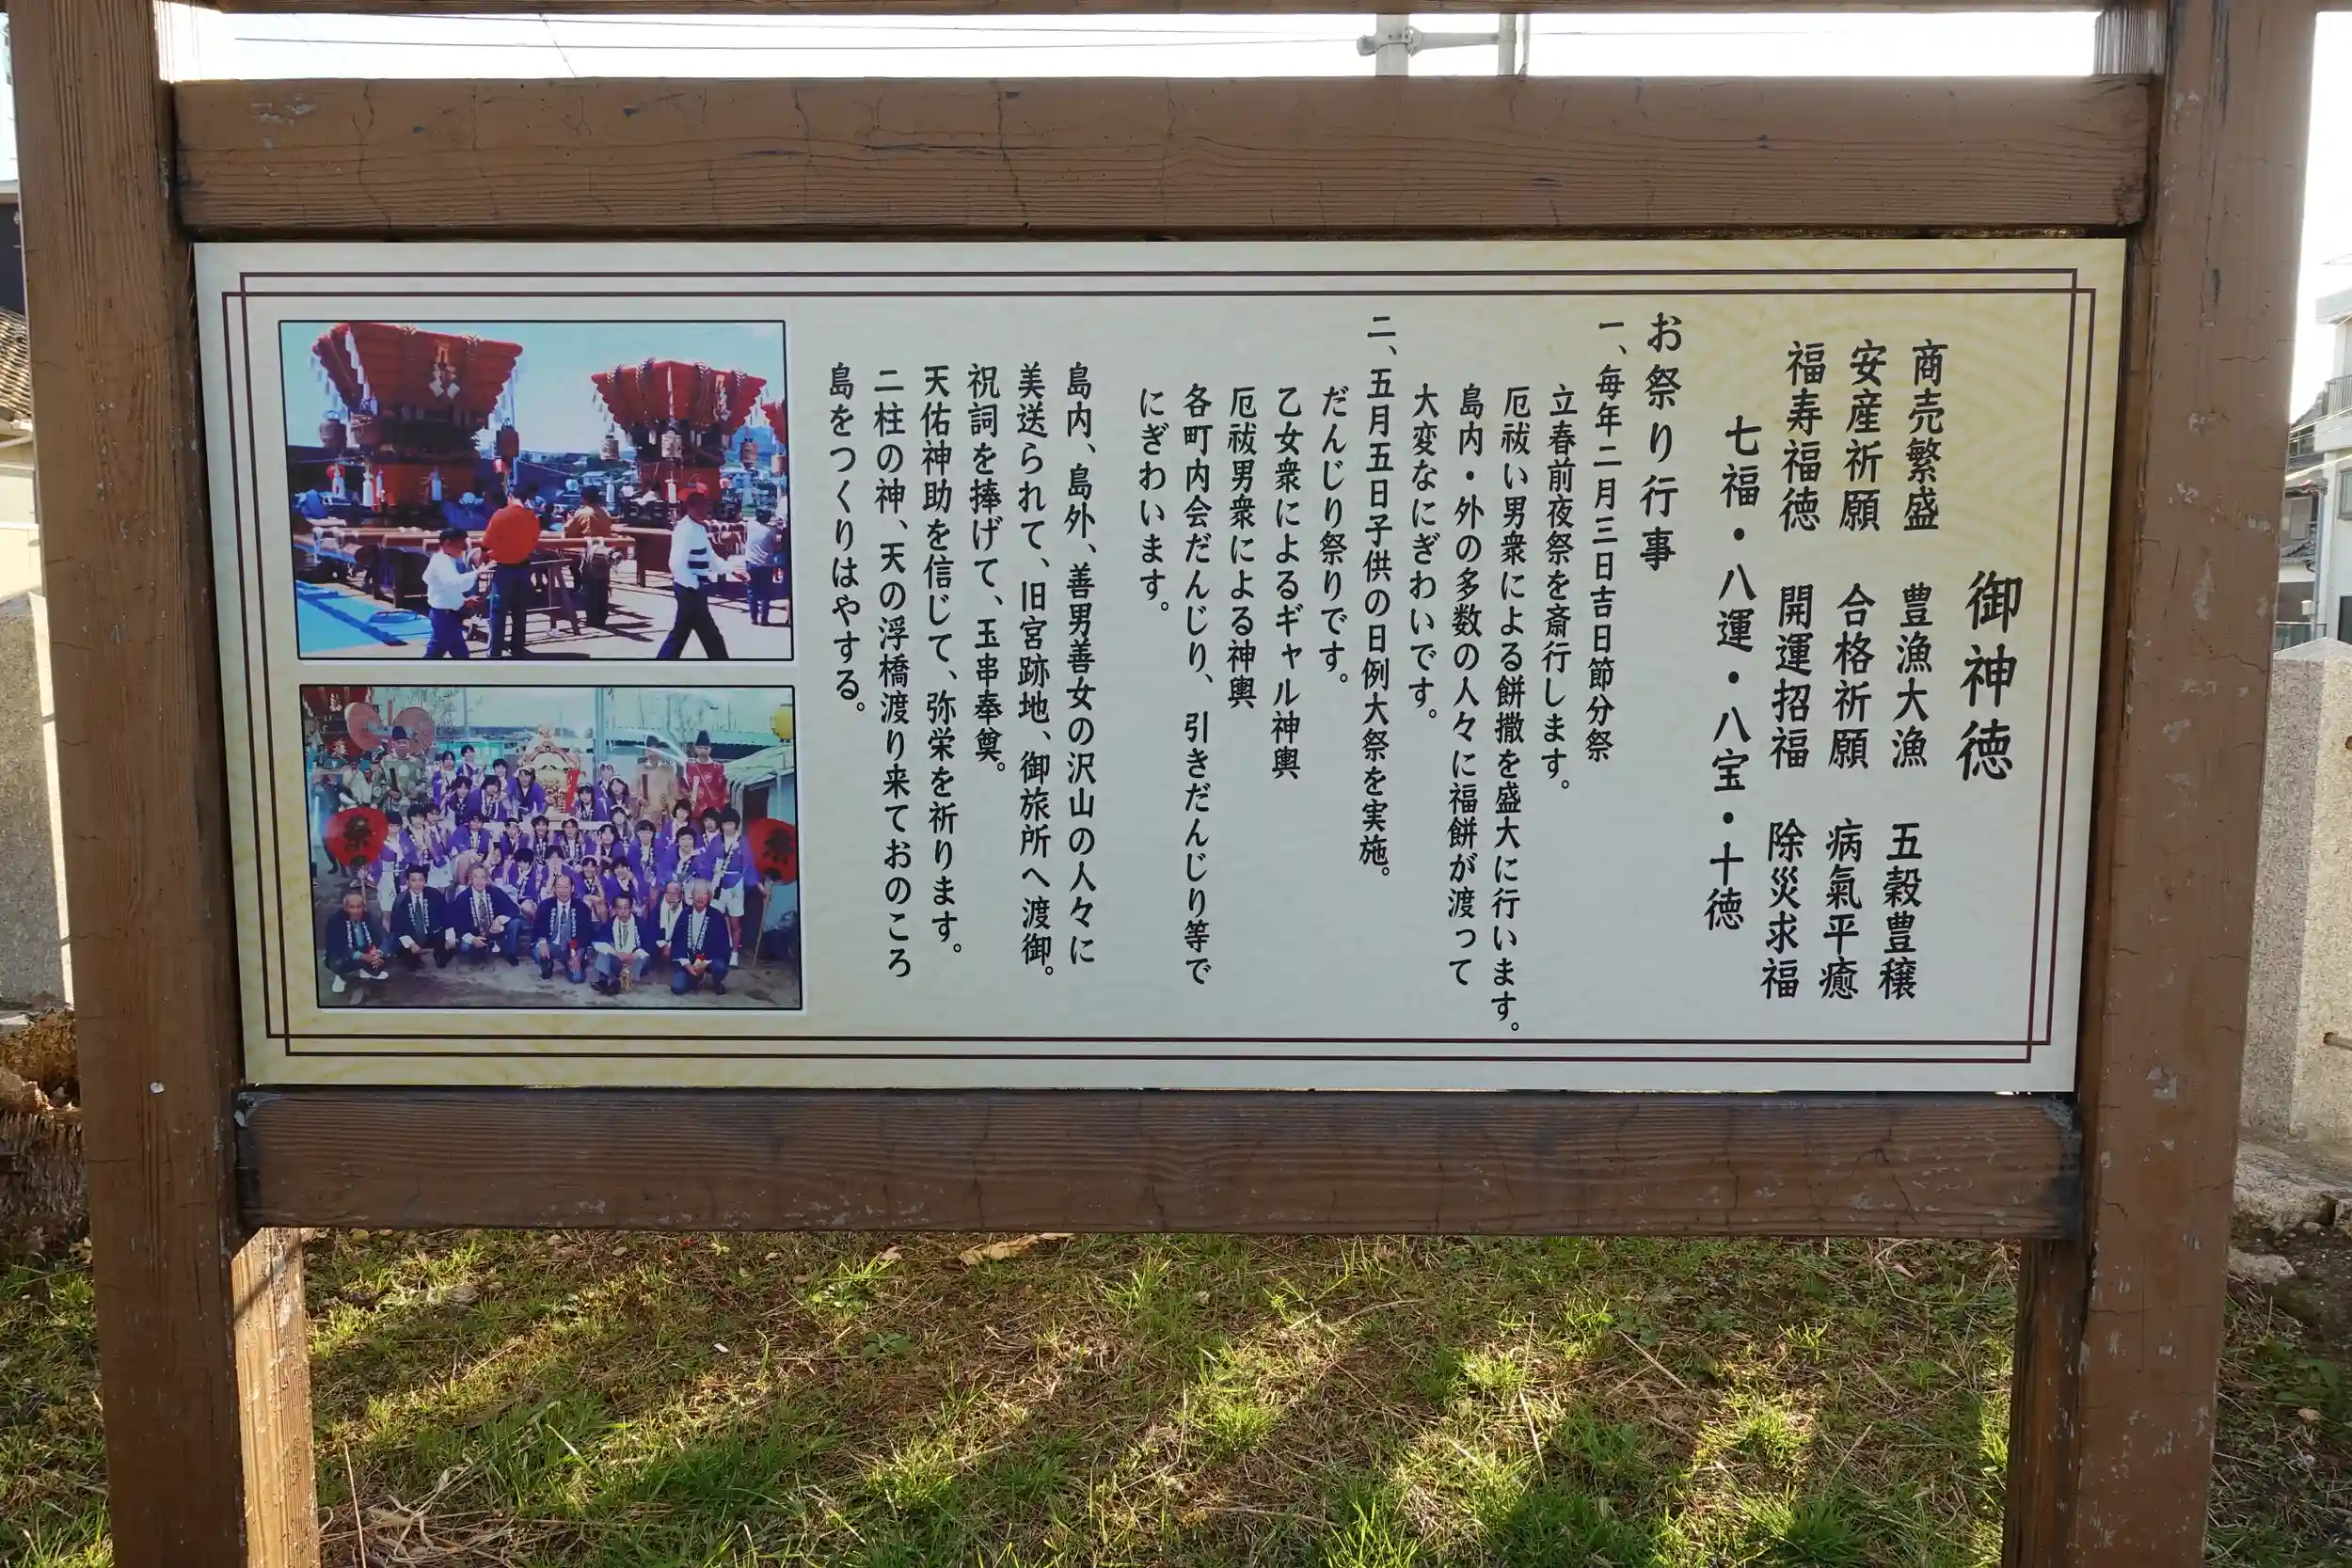 御神徳
商売繁盛 豊漁大漁 五穀豊穣
安産祈願 合格祈願 病氣平癒
福寿福徳 開運招福 除災求福
七福・八運・八宝・十徳
お祭り行事
一、毎年二月三日吉日節分祭
立春前夜祭を斎行します。
厄祓い男衆による餅撒を盛大に行います。
島内・外の多数の人々に福餅が渡って
大変なにぎわいです。
二、五月五日子供の日例大祭を実施。
だんじり祭りです。
乙女衆によるギャル神輿
厄祓男衆による神輿
各町内会だんじり、引きだんじり等で
にぎわいます。
島内、島外、善男善女の沢山の人々に
美送られて、旧宮跡地、御旅所へ渡御。
祝詞を捧げて、玉串奉奠。
天佑神助を信じて、弥栄を祈ります。
二柱の神、天の浮橋渡り来ておのころ
島をつくりはやする。
祭
祭